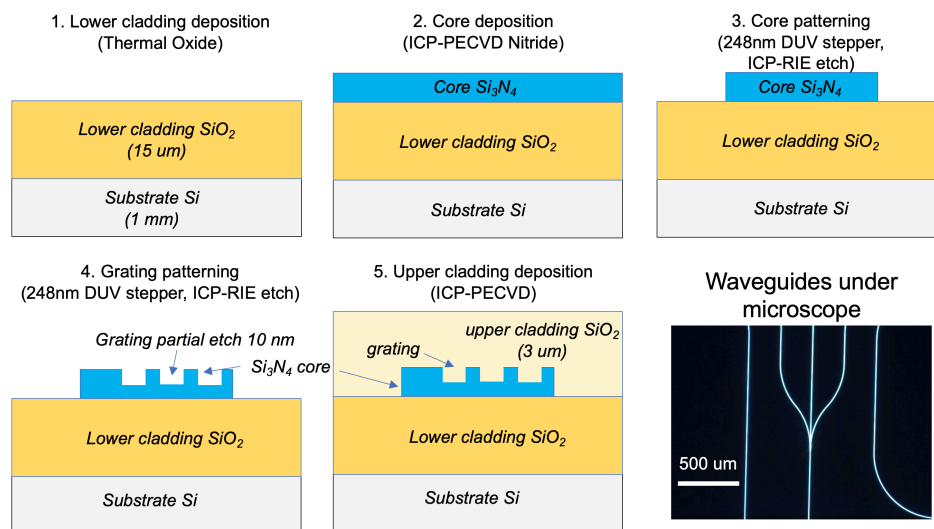 1. Lower cladding deposition
(Thermal Oxide)
Lower cladding SiO₂
(15 um)
Substrate Si
(1 mm)
2. Core deposition
(ICP-PECVD Nitride)
Core Si₃N₄
Lower cladding SiO₂
Substrate Si
3. Core patterning
(248nm DUV stepper,
ICP-RIE etch)
Core Si₃N₄
Lower cladding SiO₂
Substrate Si
4. Grating patterning
(248nm DUV stepper, ICP-RIE etch)
Grating partial etch 10 nm
Si₃N₄ core
Lower cladding SiO₂
Substrate Si
5. Upper cladding deposition
(ICP-PECVD)
upper cladding SiO₂
(3 um)
grating
Lower cladding SiO₂
Substrate Si
Waveguides under
microscope
500 um